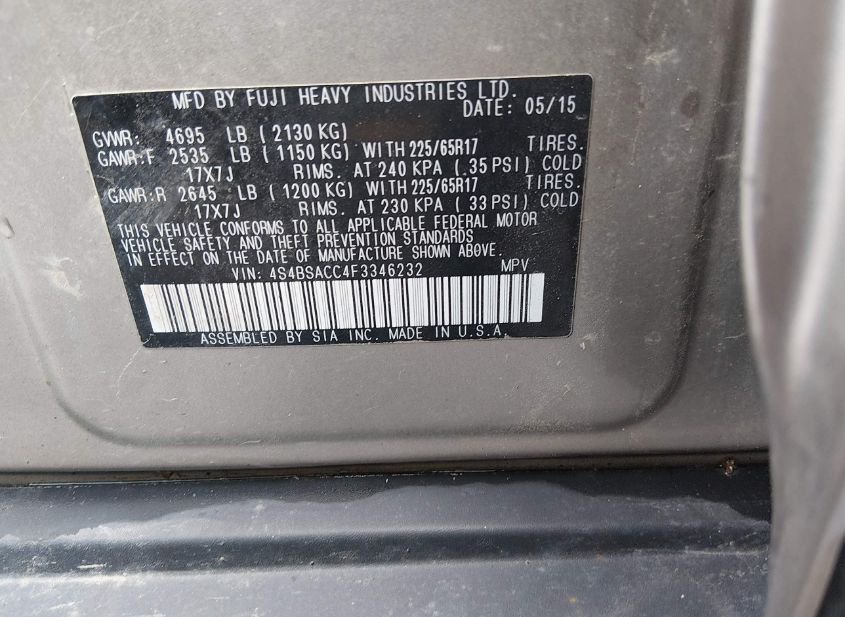 MFD BY FUJI HEAVY INDUSTRIES LTD.
DATE: 05/15
GVWR: 4695 LB (2130 KG)
GAWR:F 2535 LB (1150 KG) WITH 225/65R17 TIRES.
17X7J RIMS. AT 240 KPA (.35 PSI) COLD
GAWR:R 2645 LB (1200 KG) WITH 225/65R17 TIRES.
17X7J RIMS. AT 230 KPA (33 PSI) COLD
THIS VEHICLE CONFORMS TO ALL APPLICABLE FEDERAL MOTOR
VEHICLE SAFETY AND THEFT PREVENTION STANDARDS
IN EFFECT ON THE DATE OF MANUFACTURE SHOWN ABOVE.
VIN: 4S4BSACC4F3346232 MPV
ASSEMBLED BY SIA INC. MADE IN U.S.A.